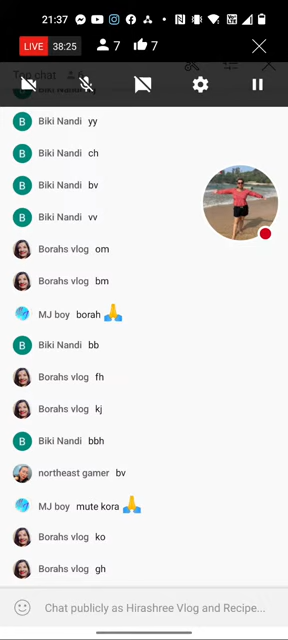 21:37
LIVE 38:25 7 7
Top chat
Biki Nandi yy
Biki Nandi ch
Biki Nandi bv
Biki Nandi vv
Borahs vlog om
Borahs vlog bm
MJ boy borah 🙏
Biki Nandi bb
Borahs vlog fh
Borahs vlog kj
Biki Nandi bbh
northeast gamer bv
MJ boy mute kora 🙏
Borahs vlog ko
Borahs vlog gh
Chat publicly as Hirashree Vlog and Recipe...